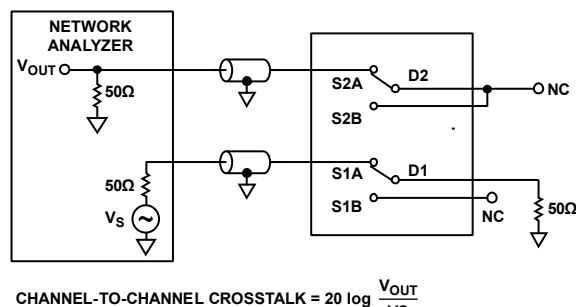 NETWORK
ANALYZER
VOUT
50Ω
S2A
D2
NC
S2B
50Ω
VS
S1A
D1
S1B
NC
50Ω
CHANNEL-TO-CHANNEL CROSSTALK = 20 log VOUT
VS